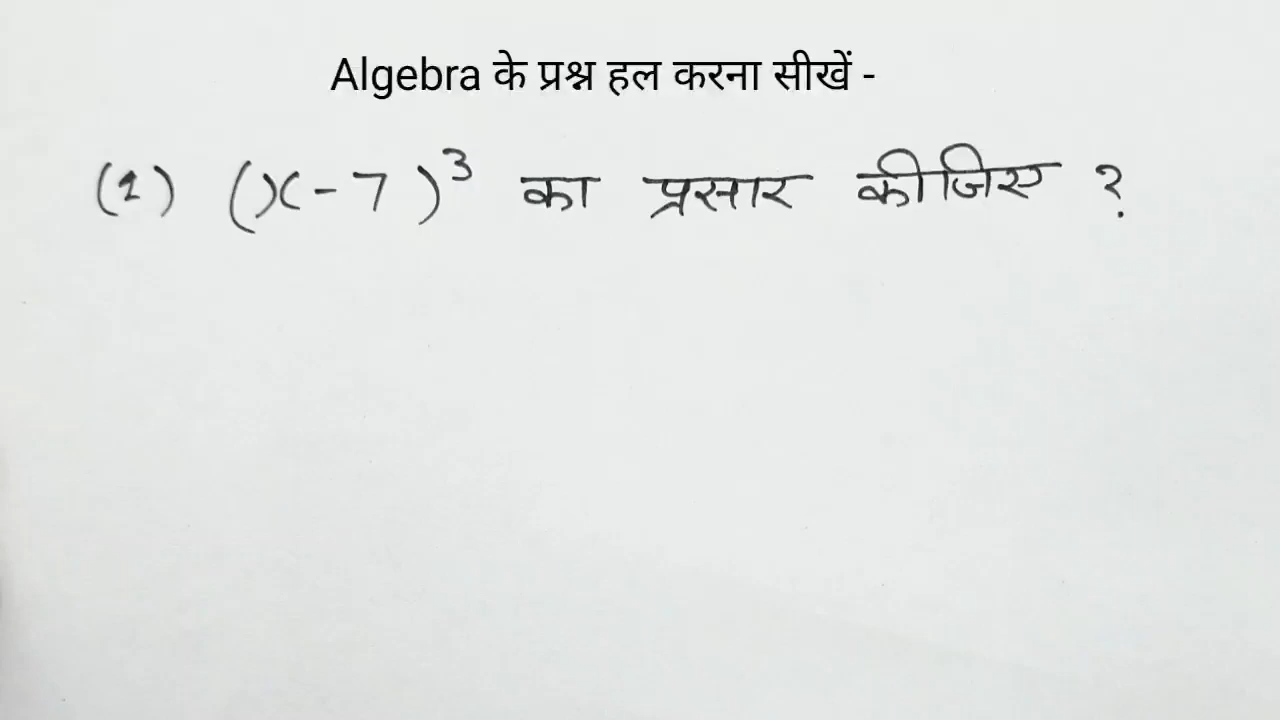 Algebra के प्रश्न हल करना सीखें -
(1) (x - 7)³ का प्रसार कीजिए ?